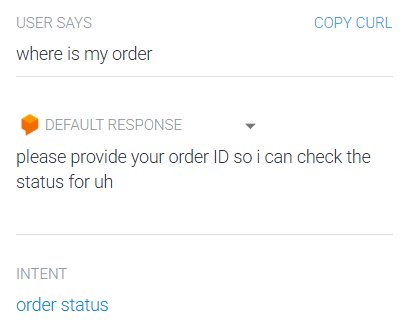 USER SAYS COPY CURL
where is my order
DEFAULT RESPONSE
please provide your order ID so i can check the
status for uh
INTENT
order status